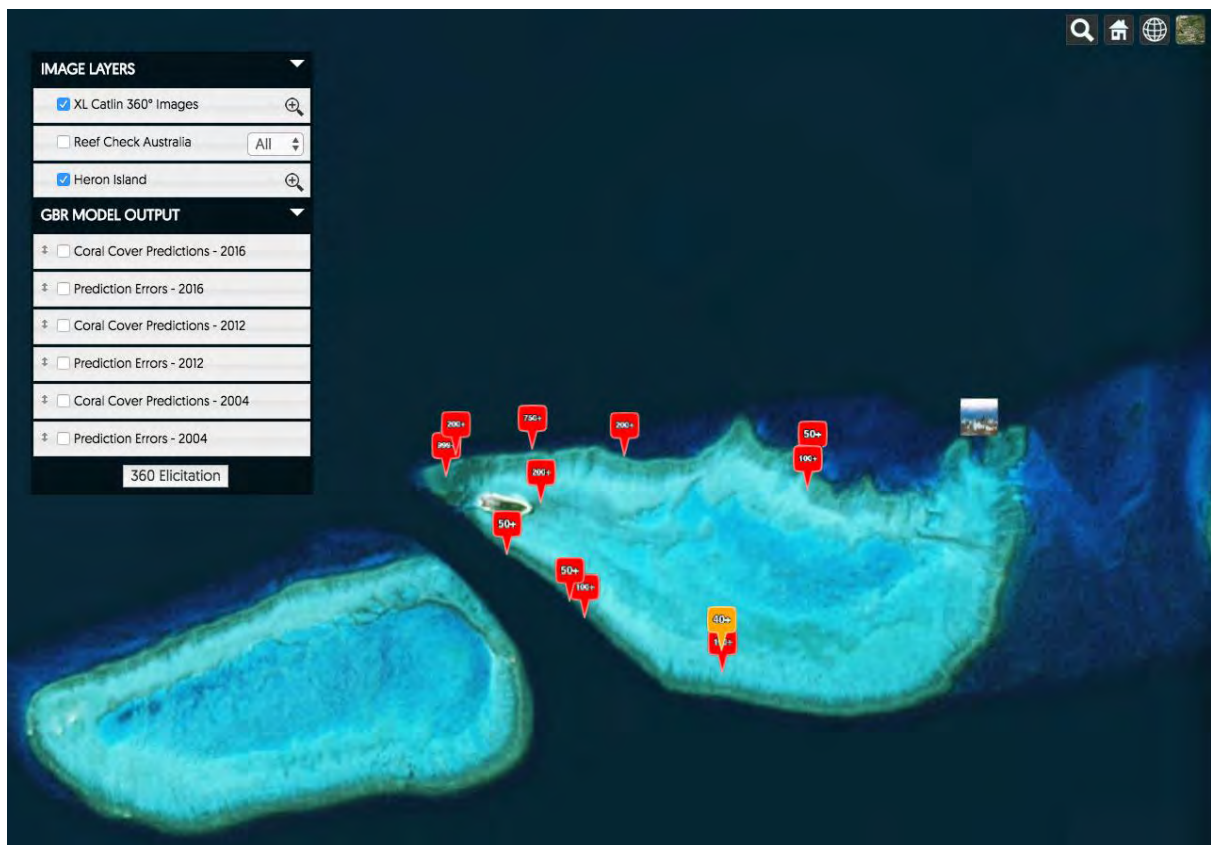 IMAGE LAYERS
XL Catlin 360° Images
Reef Check Australia
All
Heron Island
GBR MODEL OUTPUT
Coral Cover Predictions - 2016
Prediction Errors - 2016
Coral Cover Predictions - 2012
Prediction Errors - 2012
Coral Cover Predictions - 2004
Prediction Errors - 2004
360 Elicitation
200+
750+
200+
50+
100+
200+
50+
50+
100+
40+